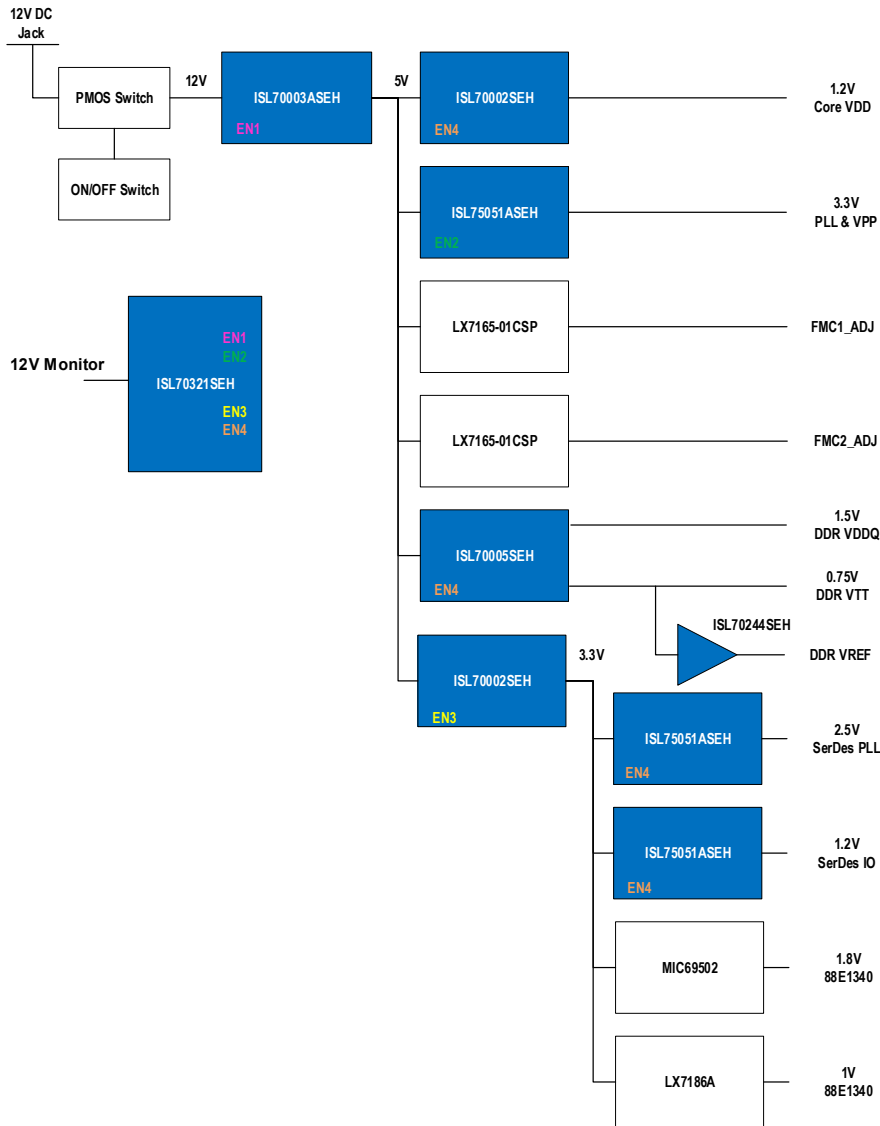 12V DC
Jack
PMOS Switch
12V
ISL70003ASEH
EN1
5V
ISL70002SEH
EN4
1.2V
Core VDD
ON/OFF Switch
ISL75051ASEH
EN2
3.3V
PLL & VPP
12V Monitor
EN1
EN2
ISL70321SEH
EN3
EN4
LX7165-01CSP
FMC1_ADJ
LX7165-01CSP
FMC2_ADJ
ISL70005SEH
EN4
1.5V
DDR VDDQ
0.75V
DDR VTT
ISL70244SEH
DDR VREF
ISL70002SEH
EN3
3.3V
ISL75051ASEH
EN4
2.5V
SerDes PLL
ISL75051ASEH
EN4
1.2V
SerDes IO
MIC69502
1.8V
88E1340
LX7186A
1V
88E1340